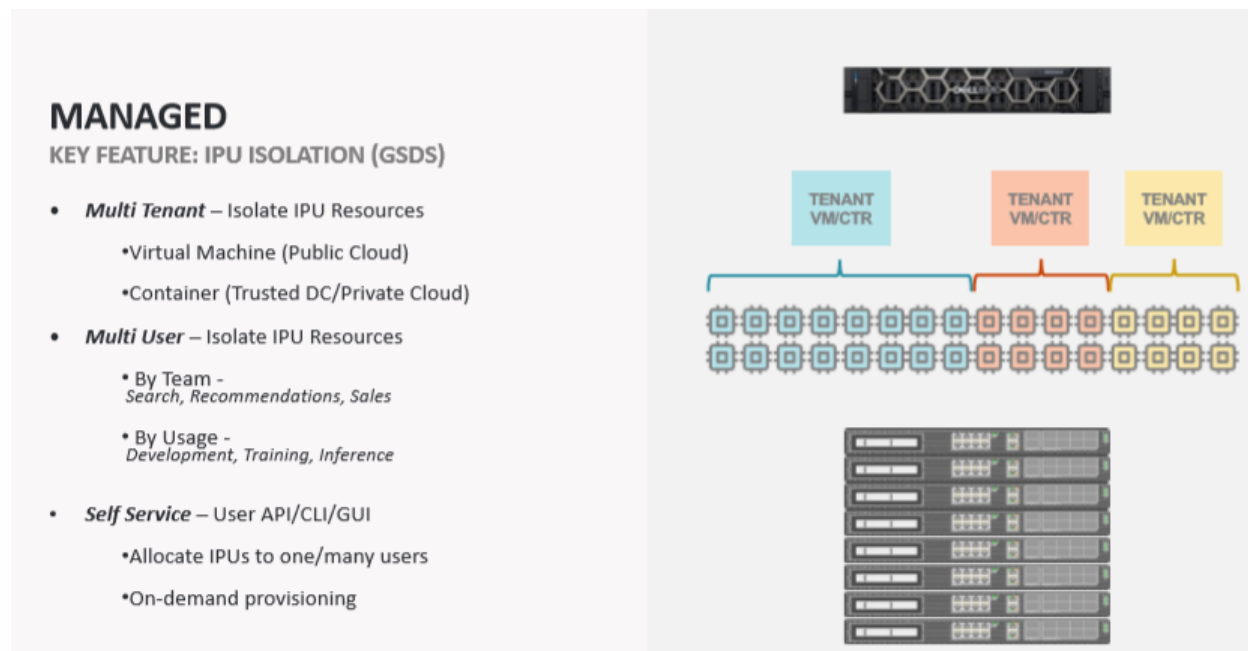 MANAGED
KEY FEATURE: IPU ISOLATION (GSDS)
• Multi Tenant – Isolate IPU Resources
•Virtual Machine (Public Cloud)
•Container (Trusted DC/Private Cloud)
• Multi User – Isolate IPU Resources
• By Team -
Search, Recommendations, Sales
• By Usage -
Development, Training, Inference
• Self Service – User API/CLI/GUI
•Allocate IPUs to one/many users
•On-demand provisioning
TENANT
VM/CTR
TENANT
VM/CTR
TENANT
VM/CTR